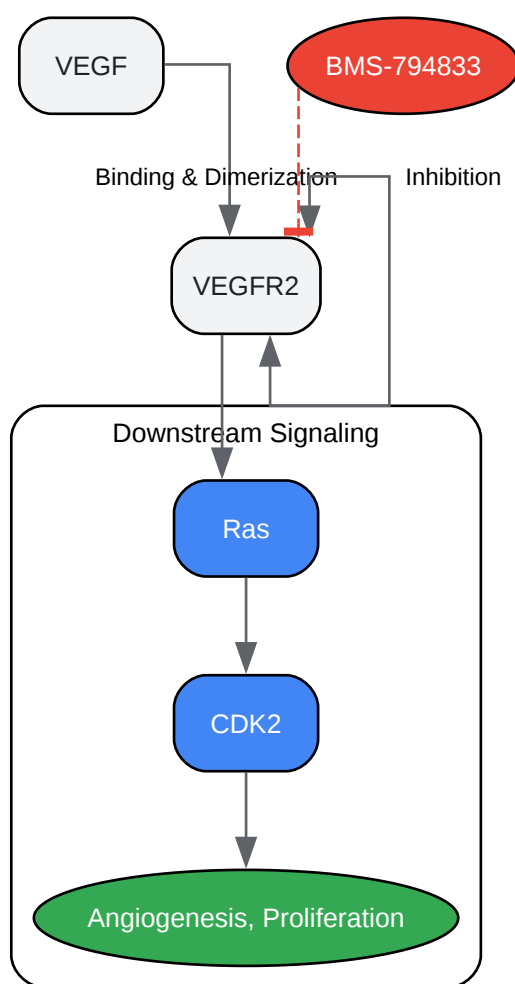 VEGF
BMS-794833
Binding & Dimerization
Inhibition
VEGFR2
Downstream Signaling
Ras
CDK2
Angiogenesis, Proliferation